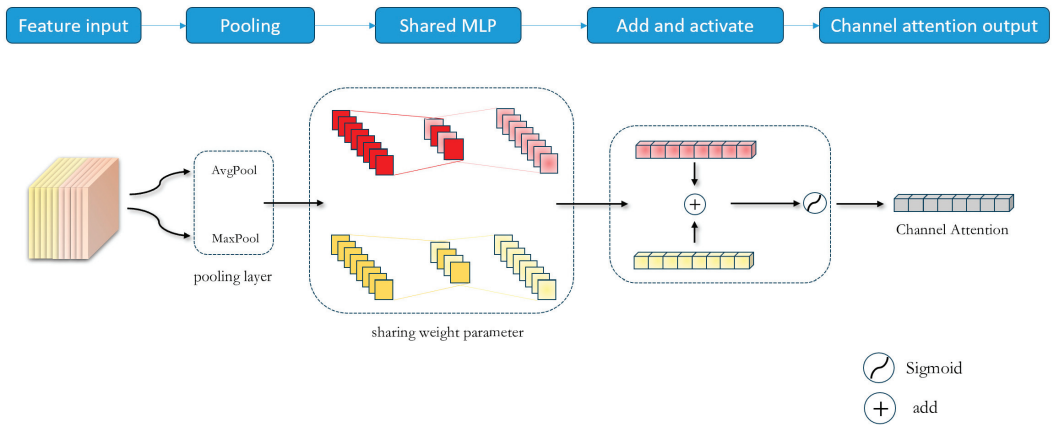 Feature input
Pooling
Shared MLP
Add and activate
Channel attention output
AvgPool
MaxPool
pooling layer
sharing weight parameter
Channel Attention
Sigmoid
add